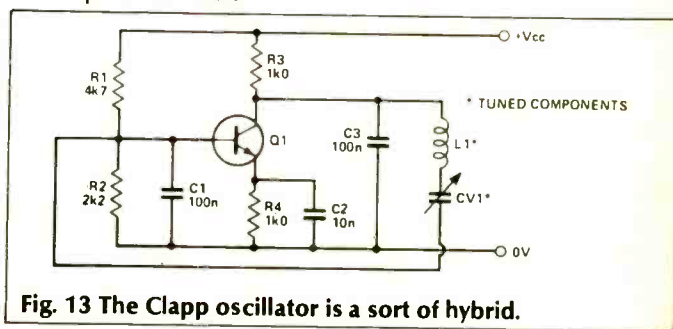 +Vcc
R3
1k0
R1
4k7
* TUNED COMPONENTS
Q1
C3
100n
L1*
CV1*
R2
2k2
C1
100n
R4
1k0
C2
10n
0V
Fig. 13 The Clapp oscillator is a sort of hybrid.